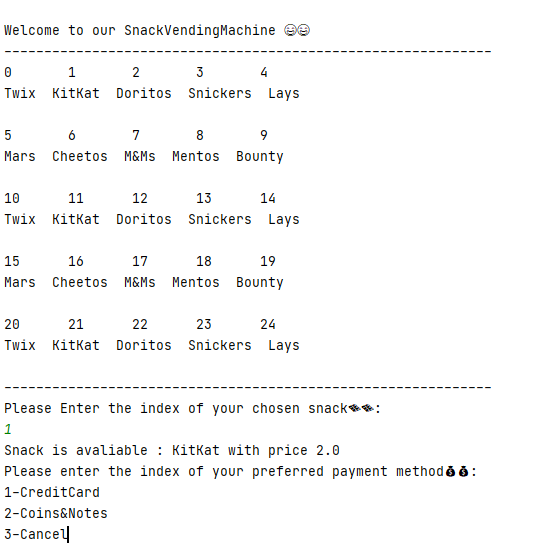 Welcome to our SnackVendingMachine 😄😄
-------------------------------------------------------------
0 1 2 3 4
Twix KitKat Doritos Snickers Lays
5 6 7 8 9
Mars Cheetos M&Ms Mentos Bounty
10 11 12 13 14
Twix KitKat Doritos Snickers Lays
15 16 17 18 19
Mars Cheetos M&Ms Mentos Bounty
20 21 22 23 24
Twix KitKat Doritos Snickers Lays
-------------------------------------------------------------
Please Enter the index of your chosen snack🍫🍫:
1
Snack is avaliable : KitKat with price 2.0
Please enter the index of your preferred payment method💰💰:
1-CreditCard
2-Coins&Notes
3-Cancel